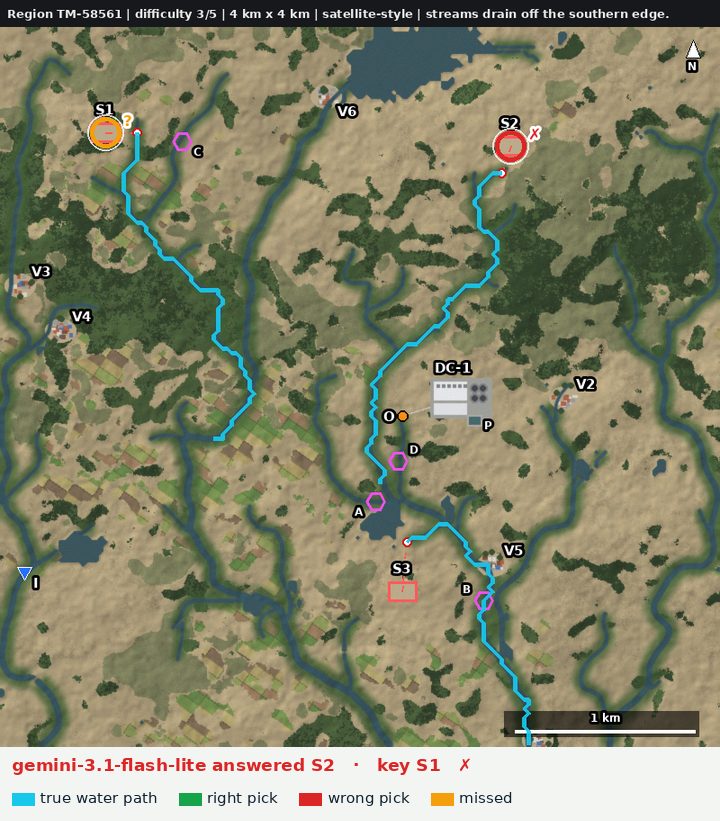 Region TM-58561 | difficulty 3/5 | 4 km x 4 km | satellite-style | streams drain off the southern edge.
N
S1
?
S2
✗
V6
C
V3
V4
DC-1
V2
O
P
D
A
V5
S3
I
B
1 km
gemini-3.1-flash-lite answered S2 · key S1 ✗
true water path
right pick
wrong pick
missed